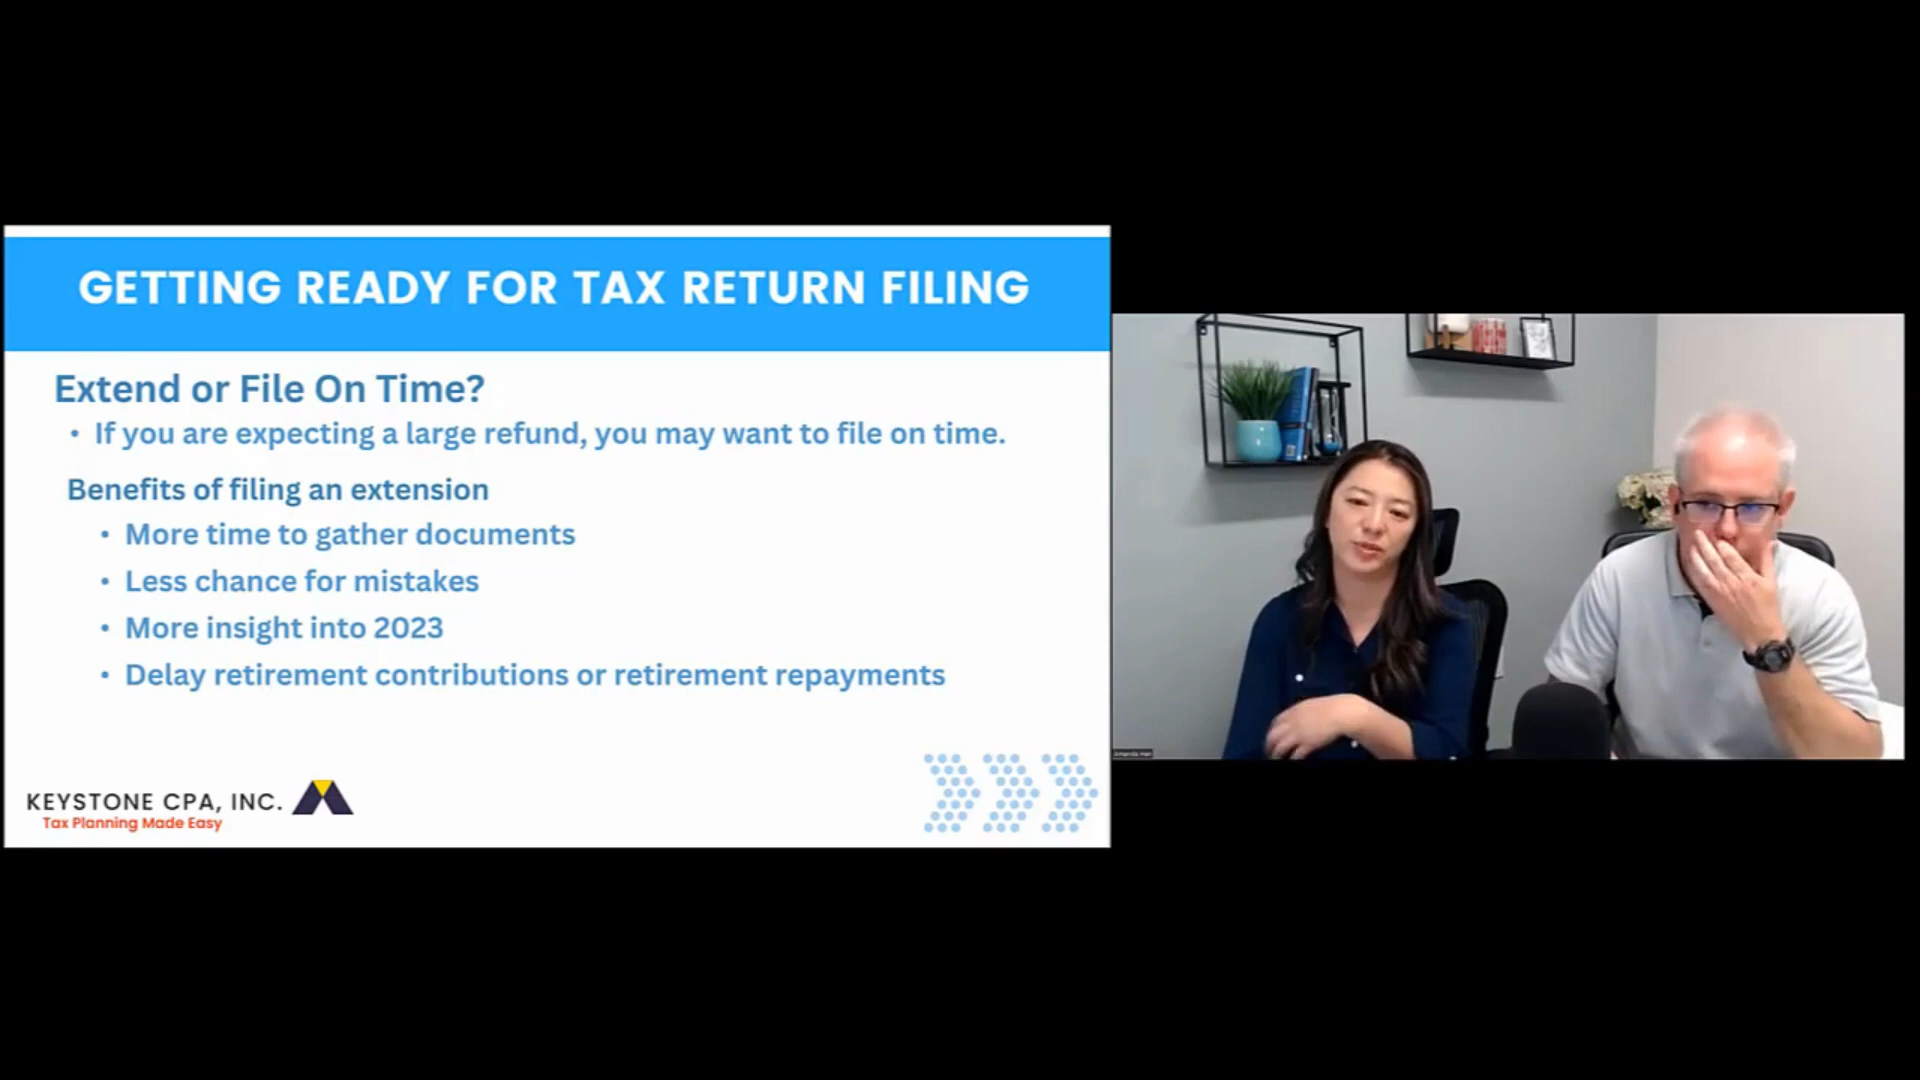 GETTING READY FOR TAX RETURN FILING
Extend or File On Time?
• If you are expecting a large refund, you may want to file on time.
Benefits of filing an extension
• More time to gather documents
• Less chance for mistakes
• More insight into 2023
• Delay retirement contributions or retirement repayments
KEYSTONE CPA, INC.
Tax Planning Made Easy
Amanda Han